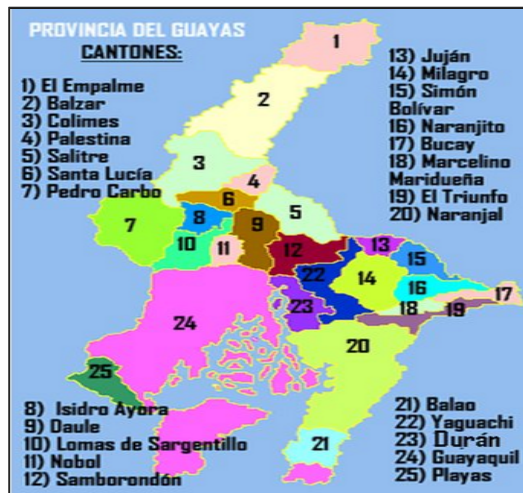 PROVINCIA DEL GUAYAS
CANTONES:
1) El Empalme
2) Balzar
3) Colimes
4) Palestina
5) Salitre
6) Santa Lucía
7) Pedro Carbo
13) Juján
14) Milagro
15) Simón
Bolívar
16) Naranjito
17) Bucay
18) Marcelino
Maridueña
19) El Triunfo
20) Naranjal
1
2
3
4
6
5
7
8
9
10
11
12
13
22
14
15
16
17
18
19
23
24
20
25
21
8) Isidro Ayora
9) Daule
10) Lomas de Sargentillo
11) Nobol
12) Samborondón
21) Balao
22) Yaguachi
23) Durán
24) Guayaquil
25) Playas